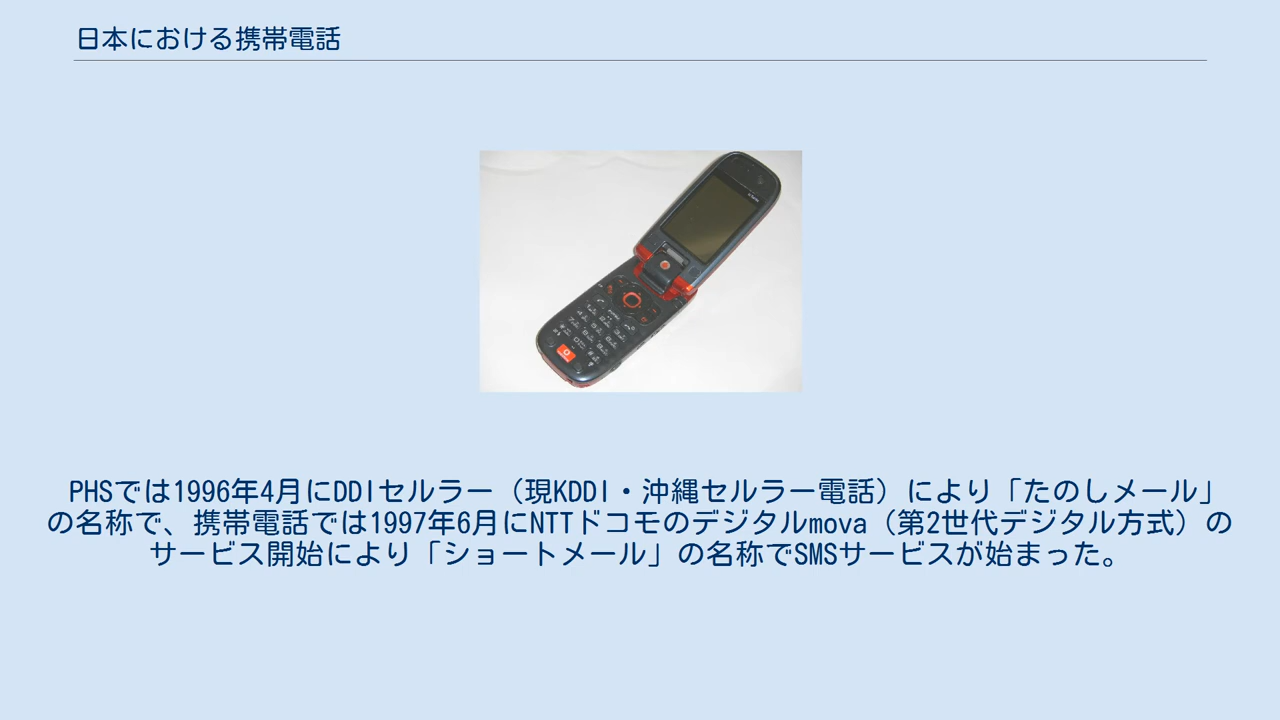 日本における携帯電話
PHSでは1996年4月にDDIセルラー（現KDDI・沖縄セルラー電話）により「たのしメール」
の名称で、携帯電話では1997年6月にNTTドコモのデジタルmova（第2世代デジタル方式）の
サービス開始により「ショートメール」の名称でSMSサービスが始まった。